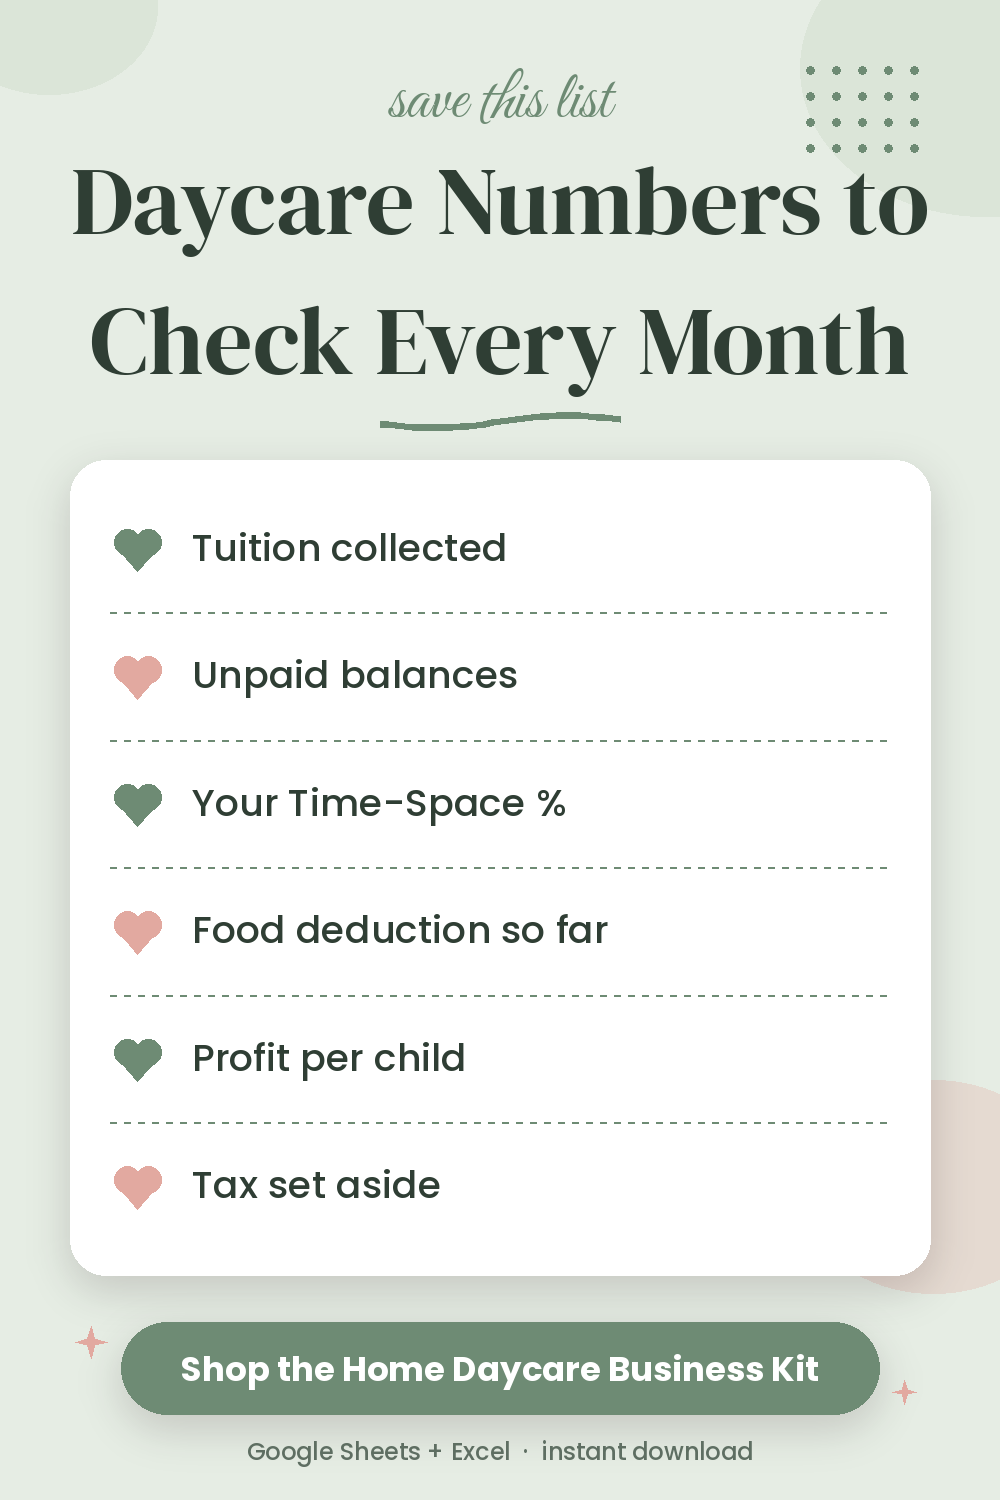 save this list
Daycare Numbers to
Check Every Month
Tuition collected
Unpaid balances
Your Time-Space %
Food deduction so far
Profit per child
Tax set aside
Shop the Home Daycare Business Kit
Google Sheets + Excel · instant download